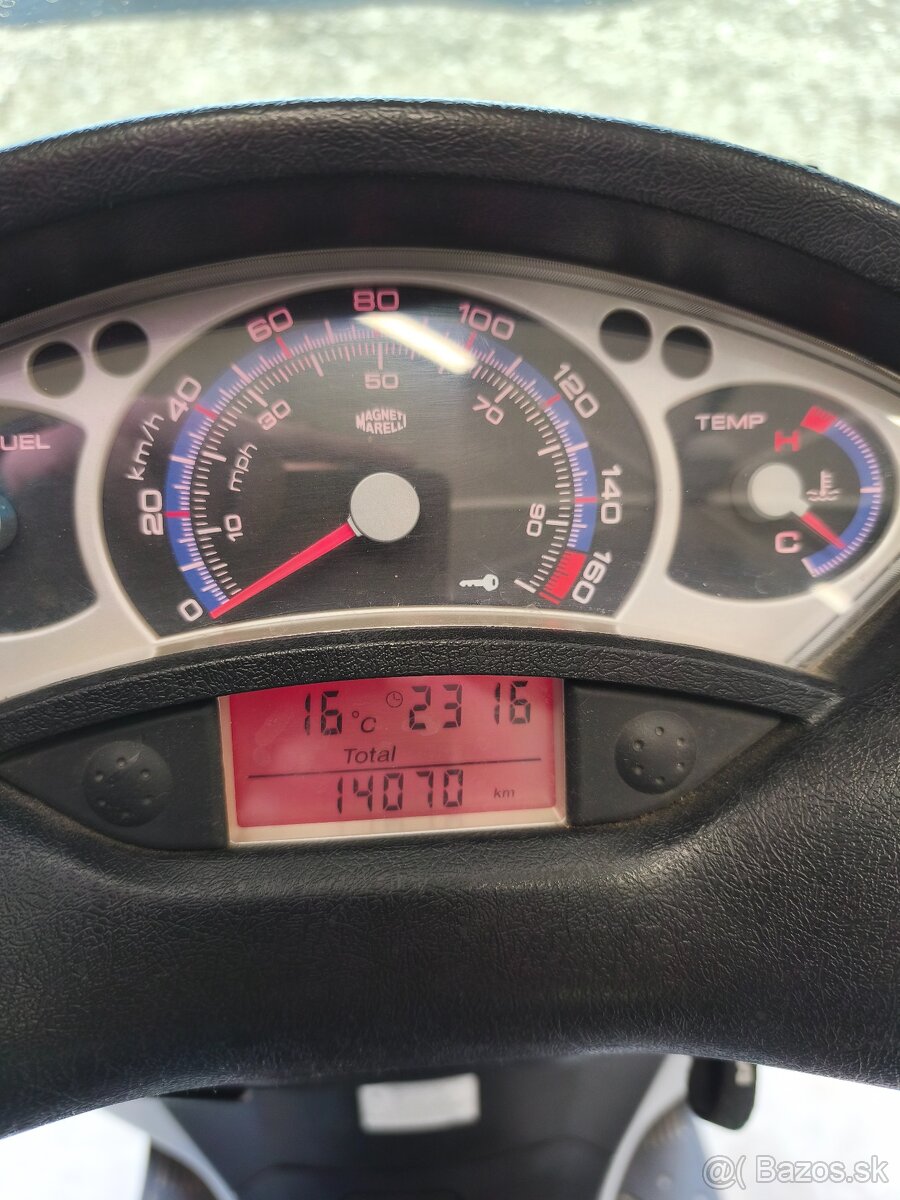 80
60 100
40 120
50
30 70
km/h
mph
MAGNETI
MARELLI
UEL
TEMP
H
20
10
90
140
C
0
160
16 °C 23 16
Total
14070 km
@( Bazos.sk